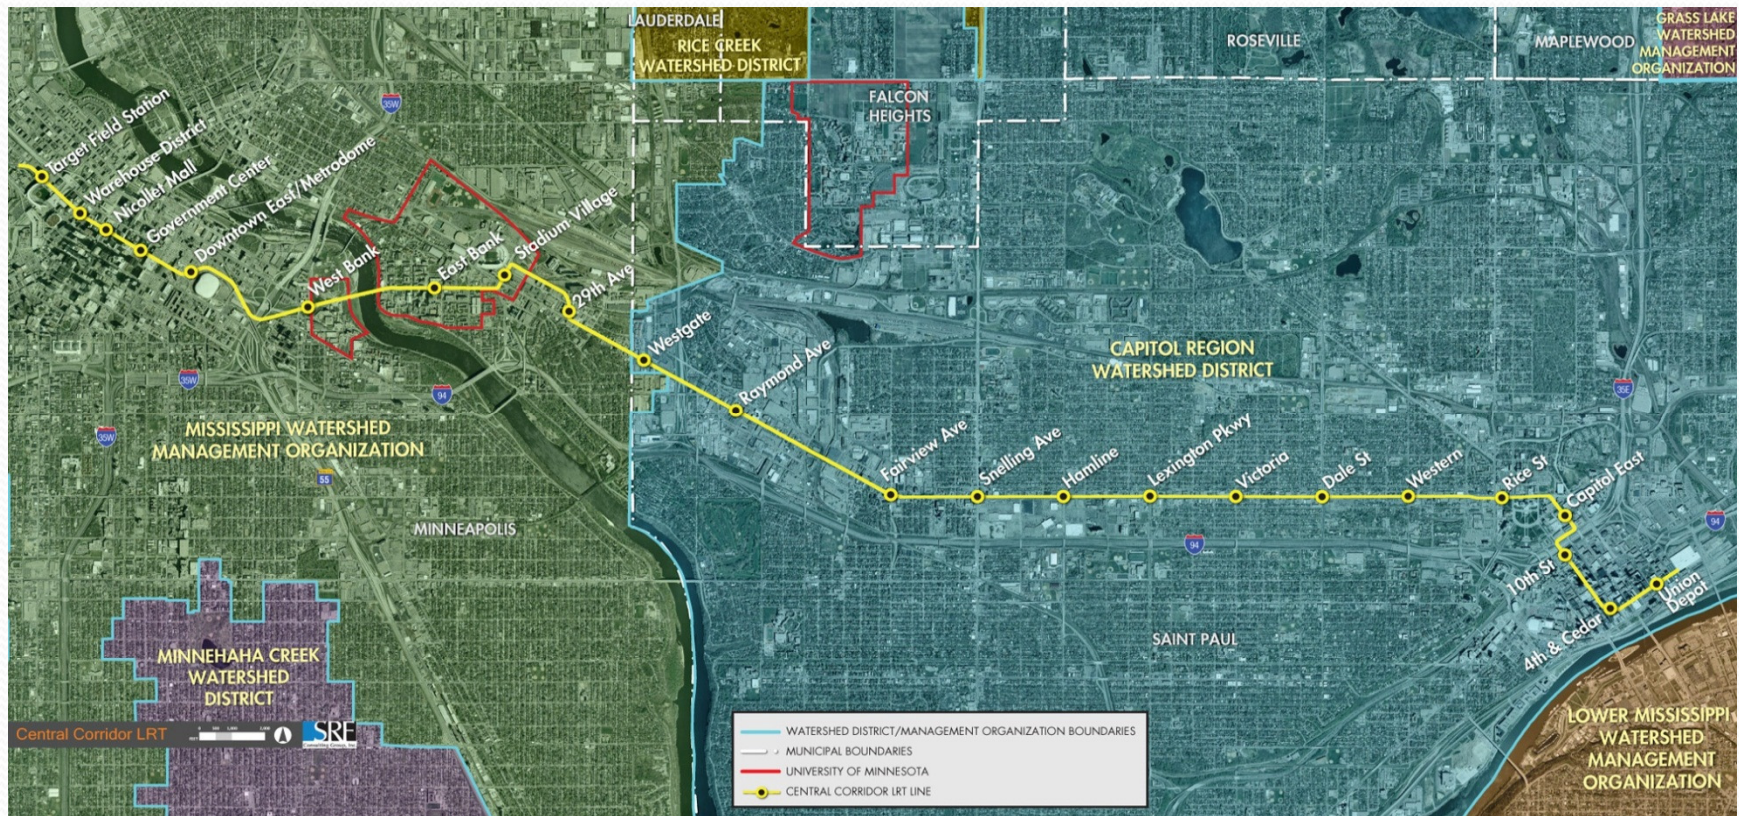 LAUDERDALE
RICE CREEK
WATERSHED DISTRICT
ROSEVILLE
MAPLEWOOD
GRASS LAKE
WATERSHED
MANAGEMENT
ORGANIZATION
FALCON
HEIGHTS
35W
Target Field Station
Warehouse District
Nicollet Mall
Government Center
Downtown East/Metrodome
West Bank
East Bank
Stadium Village
29th Ave
Westgate
Raymond Ave
Fairview Ave
Snelling Ave
Hamline
Lexington Pkwy
Victoria
Dale St
Western
Rice St
Capitol East
10th St
4th & Cedar
Union
Depot
CAPITOL REGION
WATERSHED DISTRICT
35W
94
35E
35W
MISSISSIPPI WATERSHED
MANAGEMENT ORGANIZATION
55
MINNEAPOLIS
94
94
SAINT PAUL
MINNEHAHA CREEK
WATERSHED
DISTRICT
LOWER MISSISSIPPI
WATERSHED
MANAGEMENT
ORGANIZATION
Central Corridor LRT
SRF
Consulting Group, Inc.
WATERSHED DISTRICT/MANAGEMENT ORGANIZATION BOUNDARIES
MUNICIPAL BOUNDARIES
UNIVERSITY OF MINNESOTA
CENTRAL CORRIDOR LRT LINE